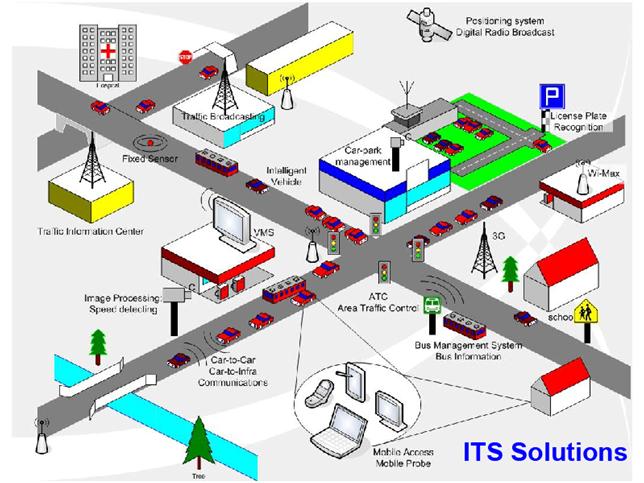 Positioning system
Digital Radio Broadcast
STOP
Hospital
P
Traffic Broadcasting
License Plate
Recognition
Car-park
management
Fixed Sensor
Intelligent
Vehicle
Wi-Max
Traffic Information Center
VMS
3G
Image Processing:
Speed detecting
ATC
Area Traffic Control
schoo
Bus Management System
Bus Information
Car-to-Car
Car-to-Infra
Communications
Mobile Access
Mobile Probe
ITS Solutions
Tree